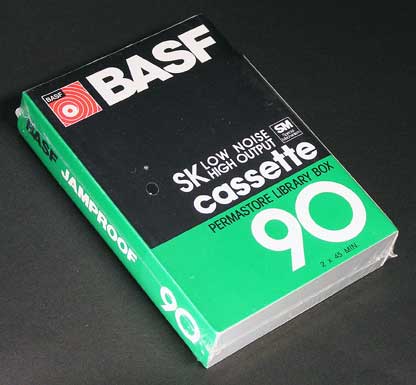 BASF
BASF
SK LOW NOISE
HIGH OUTPUT
SM
cassette
PERMASTORE LIBRARY BOX
90
2 x 45 MIN.
BASF JAMPROOF 90